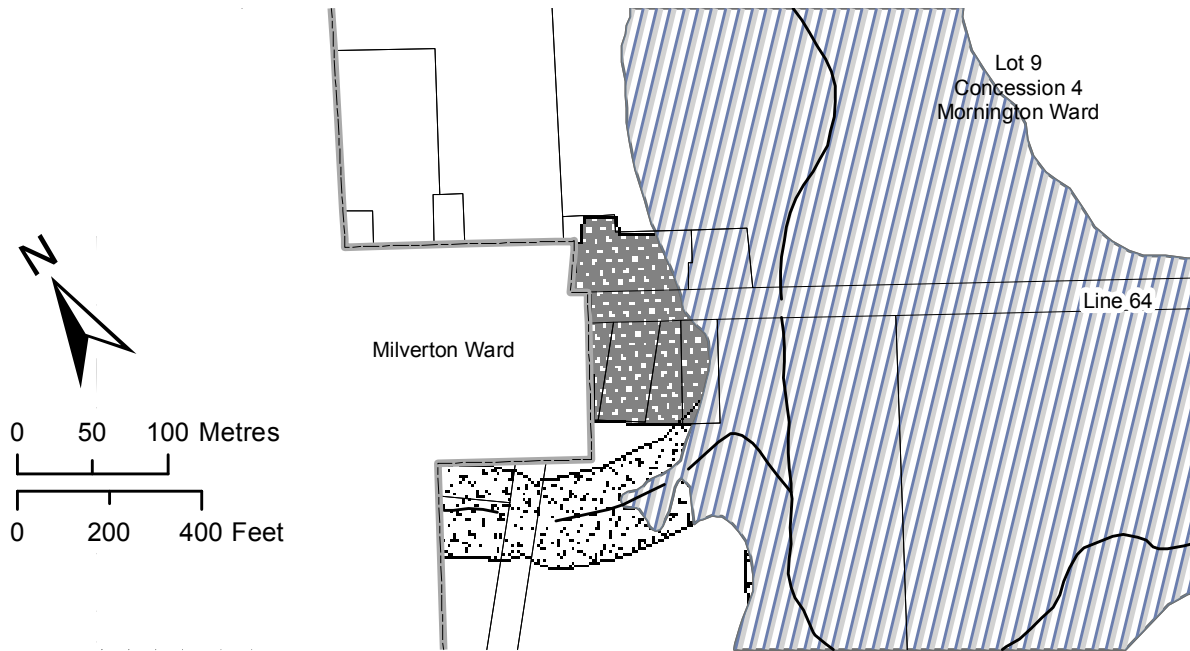 Lot 9
Concession 4
Mornington Ward
N
Line 64
Milverton Ward
0 50 100 Metres
0 200 400 Feet